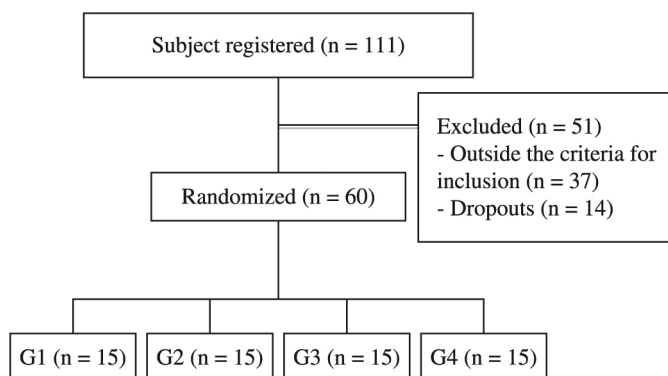 Subject registered (n = 111)
Excluded (n = 51)
- Outside the criteria for
inclusion (n = 37)
- Dropouts (n = 14)
Randomized (n = 60)
G1 (n = 15)
G2 (n = 15)
G3 (n = 15)
G4 (n = 15)